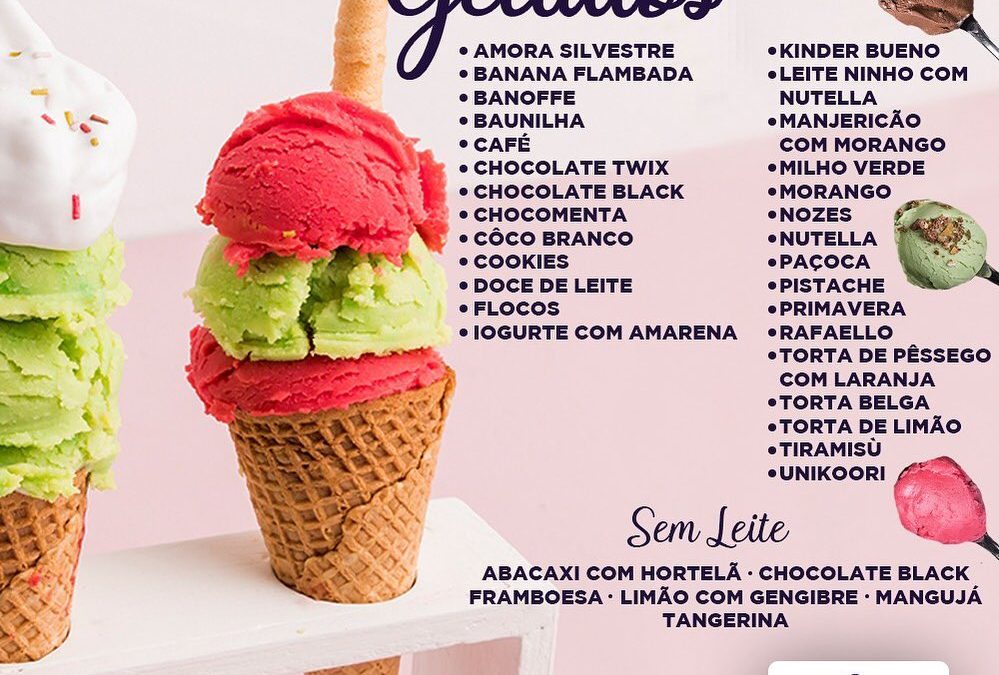 Gelados
• AMORA SILVESTRE
• BANANA FLAMBADA
• BANOFFE
• BAUNILHA
• CAFÉ
• CHOCOLATE TWIX
• CHOCOLATE BLACK
• CHOCOMENTA
• CÔCO BRANCO
• COOKIES
• DOCE DE LEITE
• FLOCOS
• IOGURTE COM AMARENA
• KINDER BUENO
• LEITE NINHO COM
NUTELLA
• MANJERICÃO
COM MORANGO
• MILHO VERDE
• MORANGO
• NOZES
• NUTELLA
• PAÇOCA
• PISTACHE
• PRIMAVERA
• RAFAELLO
• TORTA DE PÊSSEGO
COM LARANJA
• TORTA BELGA
• TORTA DE LIMÃO
• TIRAMISÙ
• UNIKOORI
Sem Leite
ABACAXI COM HORTELÃ · CHOCOLATE BLACK
FRAMBOESA · LIMÃO COM GENGIBRE · MANGUJÁ
TANGERINA